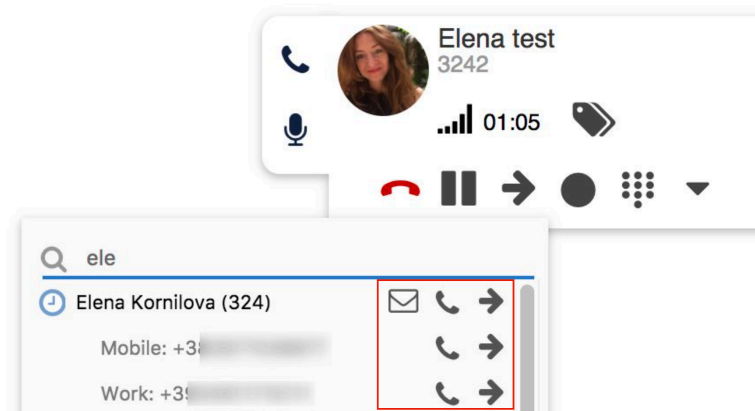 Elena test
3242
01:05
ele
Elena Kornilova (324)
Mobile: +38
Work: +39